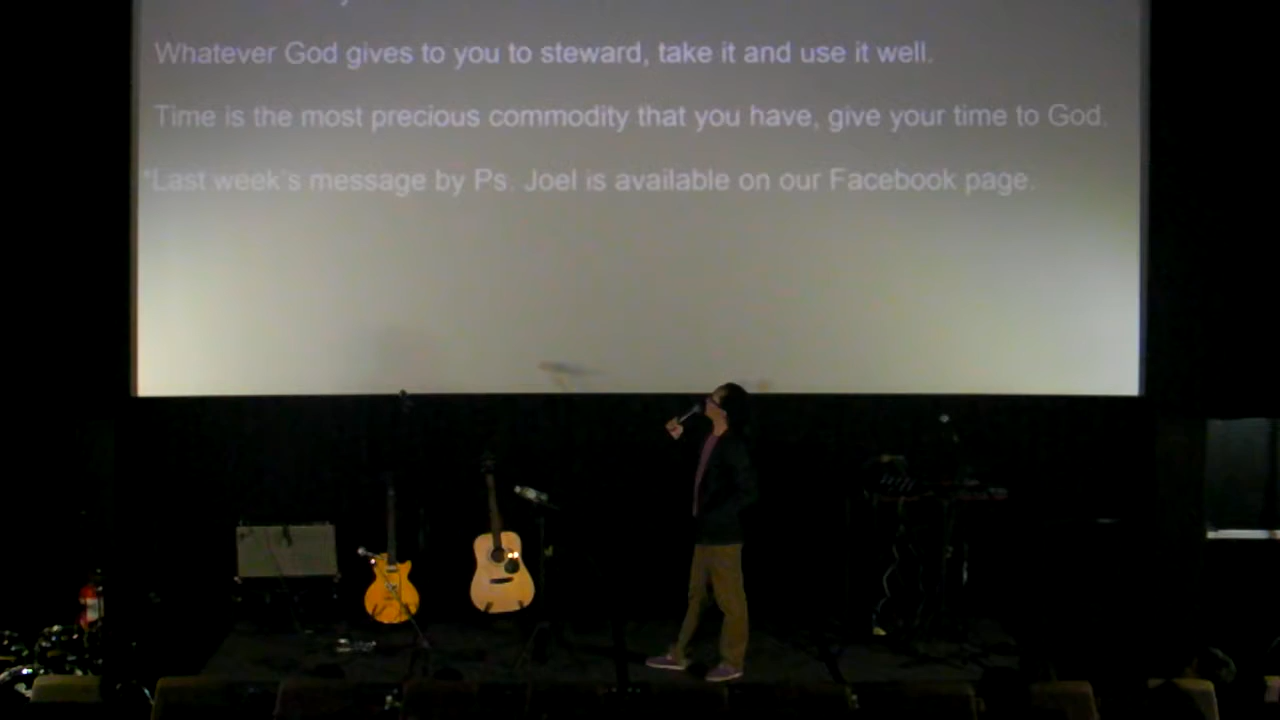 Whatever God gives to you to steward, take it and use it well.
Time is the most precious commodity that you have, give your time to God.
*Last week's message by Ps. Joel is available on our Facebook page.